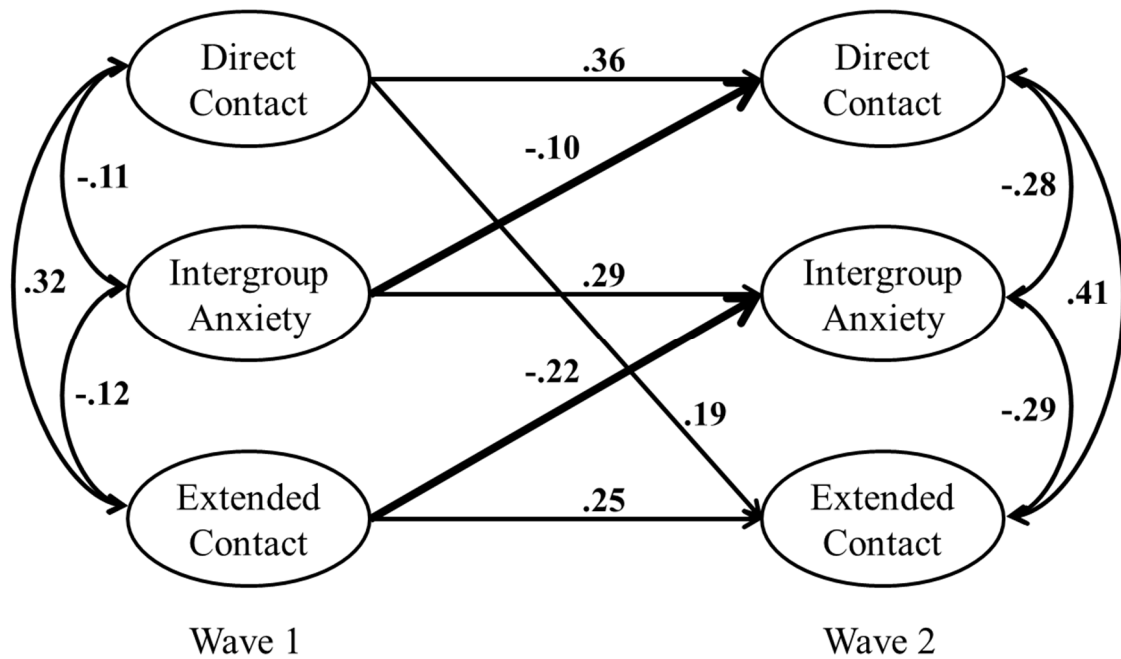 Direct
Contact
.36
Direct
Contact
-.10
-.11
-.28
Intergroup
Anxiety
.29
Intergroup
Anxiety
.32
.41
-.22
-.12
.19
-.29
Extended
Contact
.25
Extended
Contact
Wave 1
Wave 2